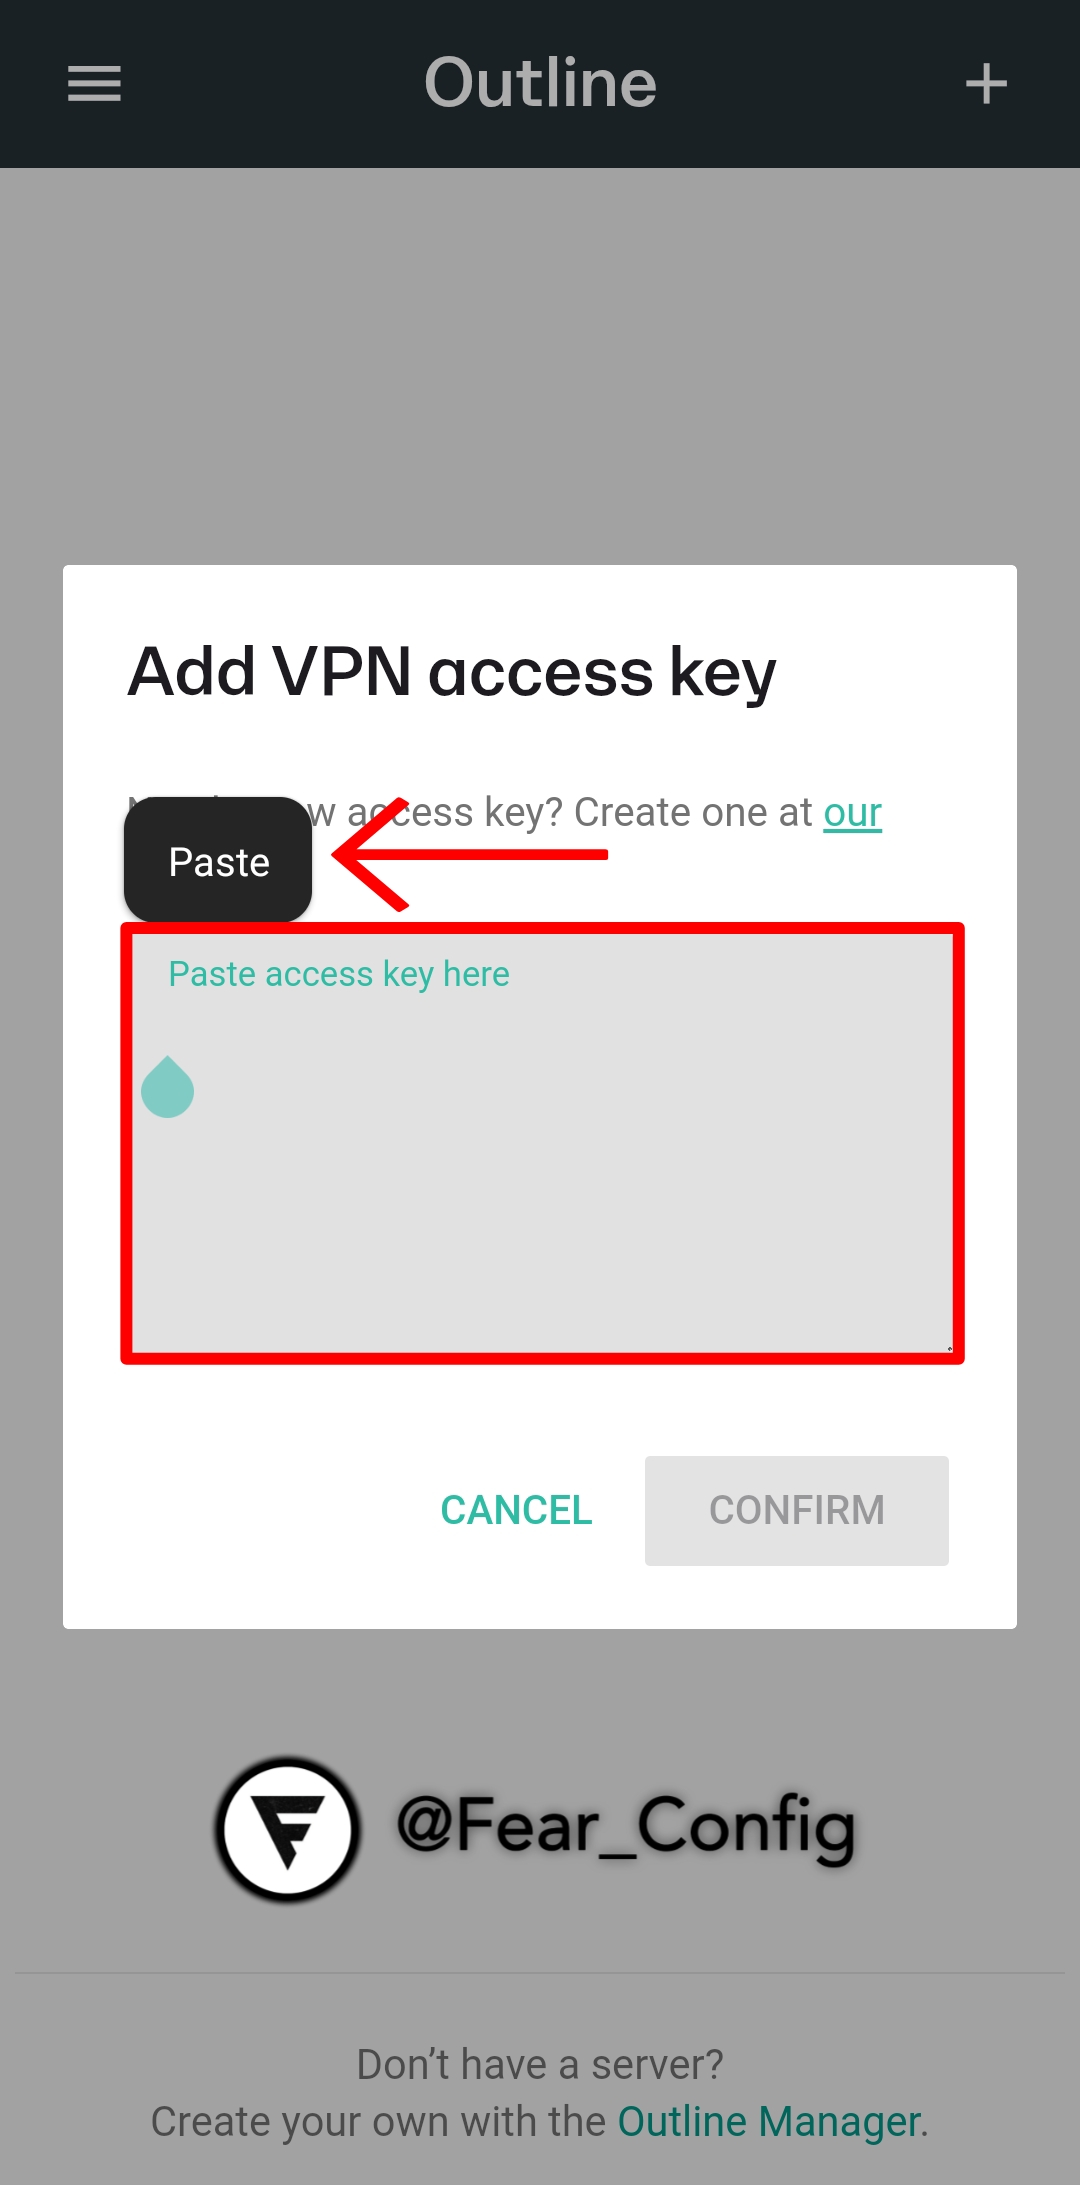 Outline
Add VPN access key
access key? Create one at our
Paste
Paste access key here
CANCEL
CONFIRM
@Fear_Config
Don’t have a server?
Create your own with the Outline Manager.